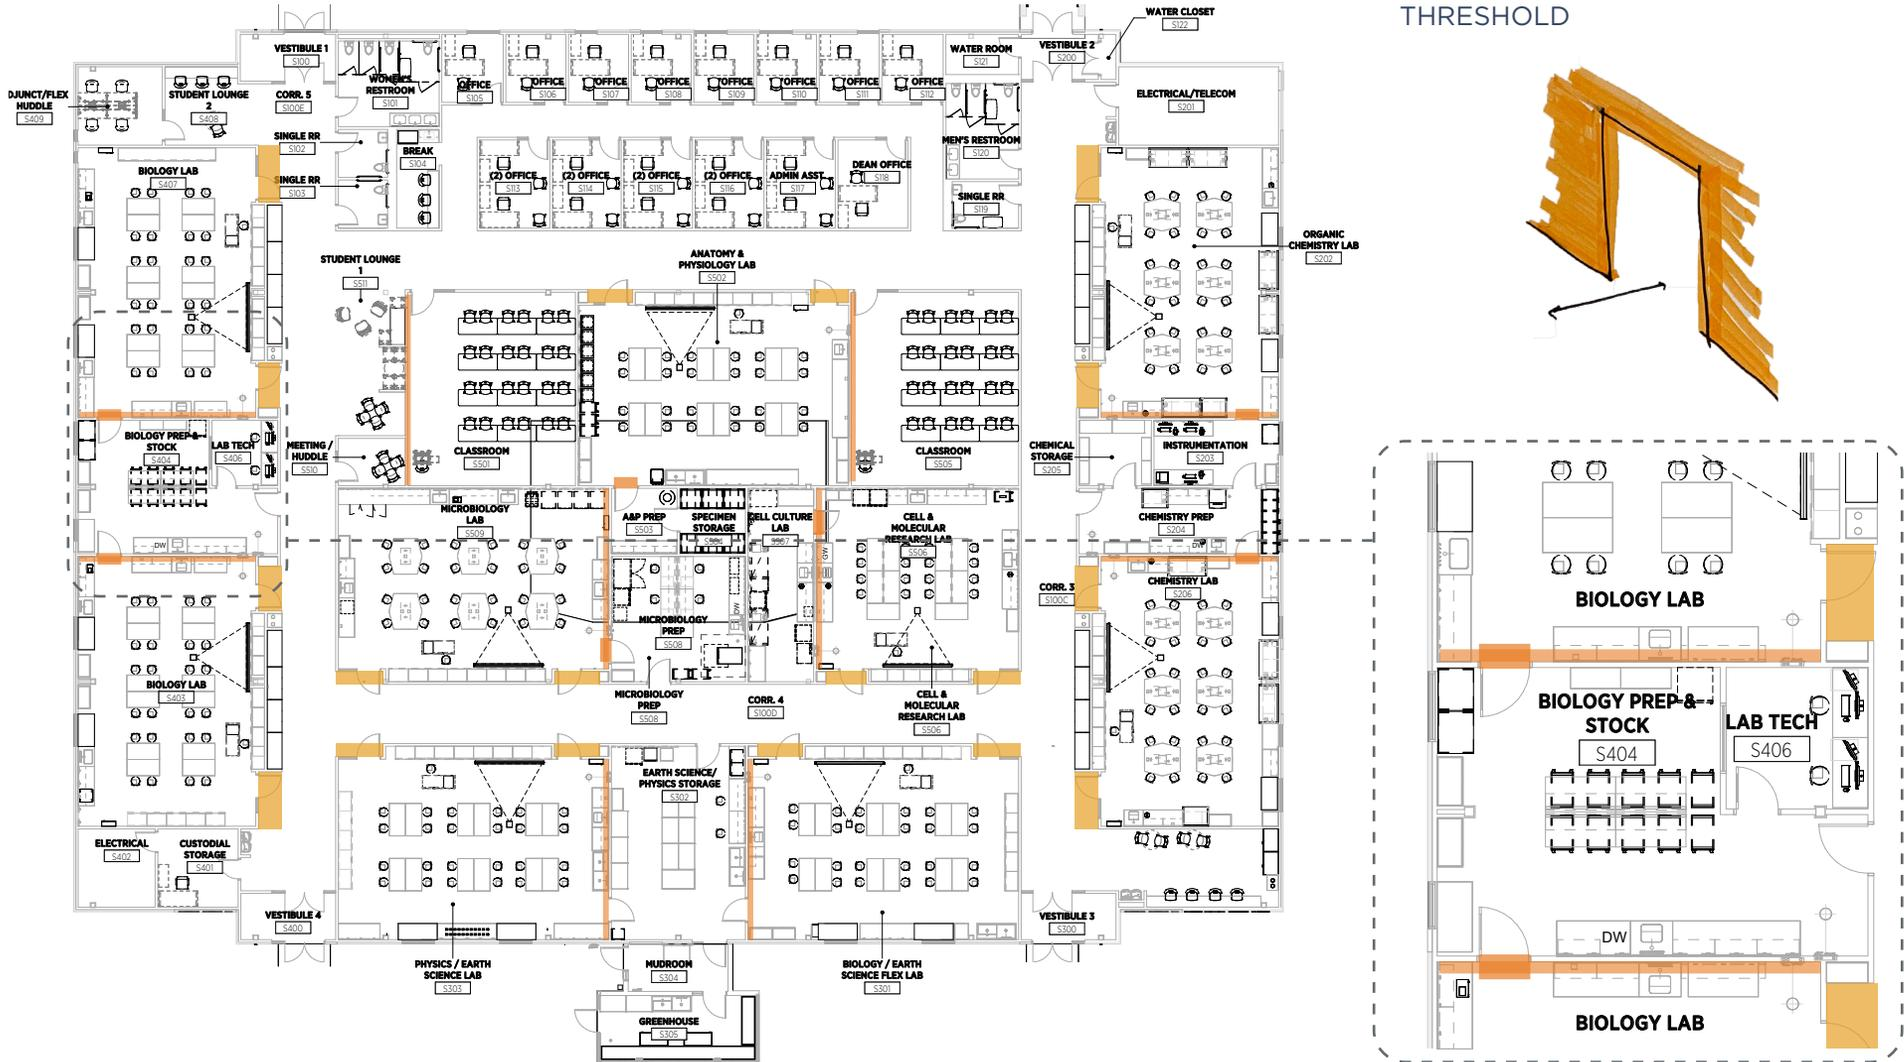 THRESHOLD
WATER CLOSET
S122
VESTIBULE 1
S100
WOMEN'S
RESTROOM
S101
OFFICE
S105
OFFICE
S106
OFFICE
S107
OFFICE
S108
OFFICE
S109
OFFICE
S110
OFFICE
S111
OFFICE
S112
WATER ROOM
S121
VESTIBULE 2
S200
DJUNCT/FLEX
HUDDLE
S409
STUDENT LOUNGE
2
S408
CORR. 5
S100E
ELECTRICAL/TELECOM
S201
SINGLE RR
S102
BREAK
S104
MEN'S RESTROOM
S120
BIOLOGY LAB
S407
SINGLE RR
S103
(2) OFFICE
S113
(2) OFFICE
S114
(2) OFFICE
S115
(2) OFFICE
S116
ADMIN ASST.
S117
DEAN OFFICE
S118
SINGLE RR
S119
ORGANIC
CHEMISTRY LAB
S202
STUDENT LOUNGE
1
S511
ANATOMY &
PHYSIOLOGY LAB
S502
BIOLOGY PREP &
STOCK
S404
LAB TECH
S406
MEETING /
HUDDLE
S510
CLASSROOM
S501
CLASSROOM
S505
CHEMICAL
STORAGE
S205
INSTRUMENTATION
S203
MICROBIOLOGY
LAB
S509
A&P PREP
S503
SPECIMEN
STORAGE
S504
CELL CULTURE
LAB
S507
CELL &
MOLECULAR
RESEARCH LAB
S506
CHEMISTRY PREP
S204
DW
DW
GW
DW
CORR. 3
S100C
CHEMISTRY LAB
S206
MICROBIOLOGY
PREP
S508
BIOLOGY LAB
S403
MICROBIOLOGY
PREP
S508
CORR. 4
S100D
CELL &
MOLECULAR
RESEARCH LAB
S506
EARTH SCIENCE/
PHYSICS STORAGE
S302
ELECTRICAL
S402
CUSTODIAL
STORAGE
S401
VESTIBULE 4
S400
VESTIBULE 3
S300
PHYSICS / EARTH
SCIENCE LAB
S303
MUDROOM
S304
BIOLOGY / EARTH
SCIENCE FLEX LAB
S301
GREENHOUSE
S305
BIOLOGY LAB
BIOLOGY PREP &
STOCK
S404
LAB TECH
S406
DW
BIOLOGY LAB